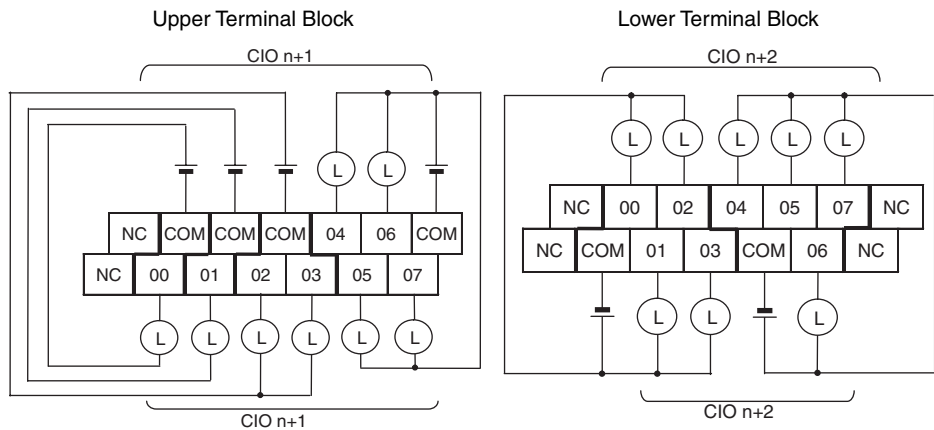 Upper Terminal Block
Lower Terminal Block
CIO n+1
CIO n+2
L L
L L L L L
NC COM COM COM 04 06 COM
NC 00 01 02 03 05 07
NC 00 02 04 05 07 NC
NC COM 01 03 COM 06 NC
L L L L L L
L L L
CIO n+1
CIO n+2